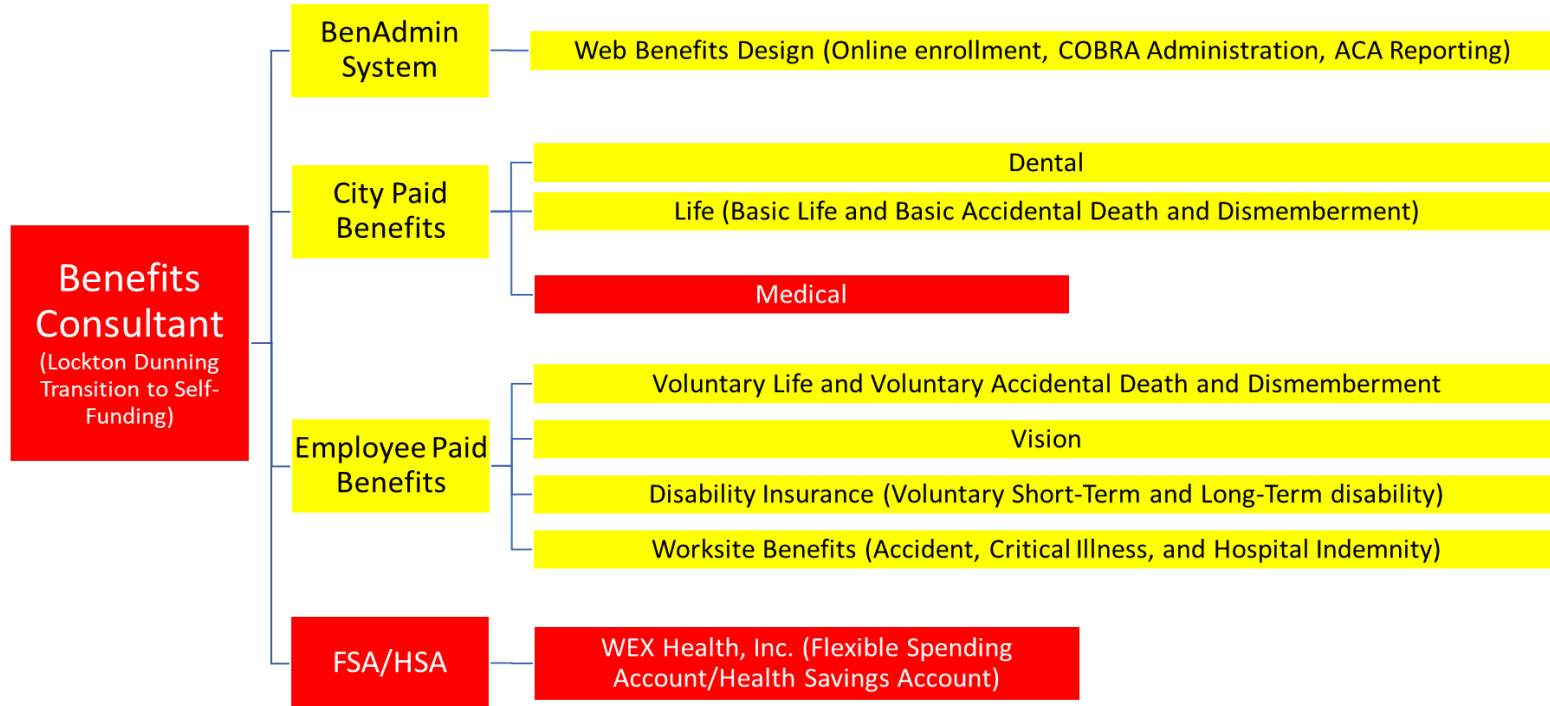 BenAdmin
System
Web Benefits Design (Online enrollment, COBRA Administration, ACA Reporting)
City Paid
Benefits
Dental
Life (Basic Life and Basic Accidental Death and Dismemberment)
Medical
Benefits
Consultant
(Lockton Dunning
Transition to Self-
Funding)
Employee Paid
Benefits
Voluntary Life and Voluntary Accidental Death and Dismemberment
Vision
Disability Insurance (Voluntary Short-Term and Long-Term disability)
Worksite Benefits (Accident, Critical Illness, and Hospital Indemnity)
FSA/HSA
WEX Health, Inc. (Flexible Spending
Account/Health Savings Account)